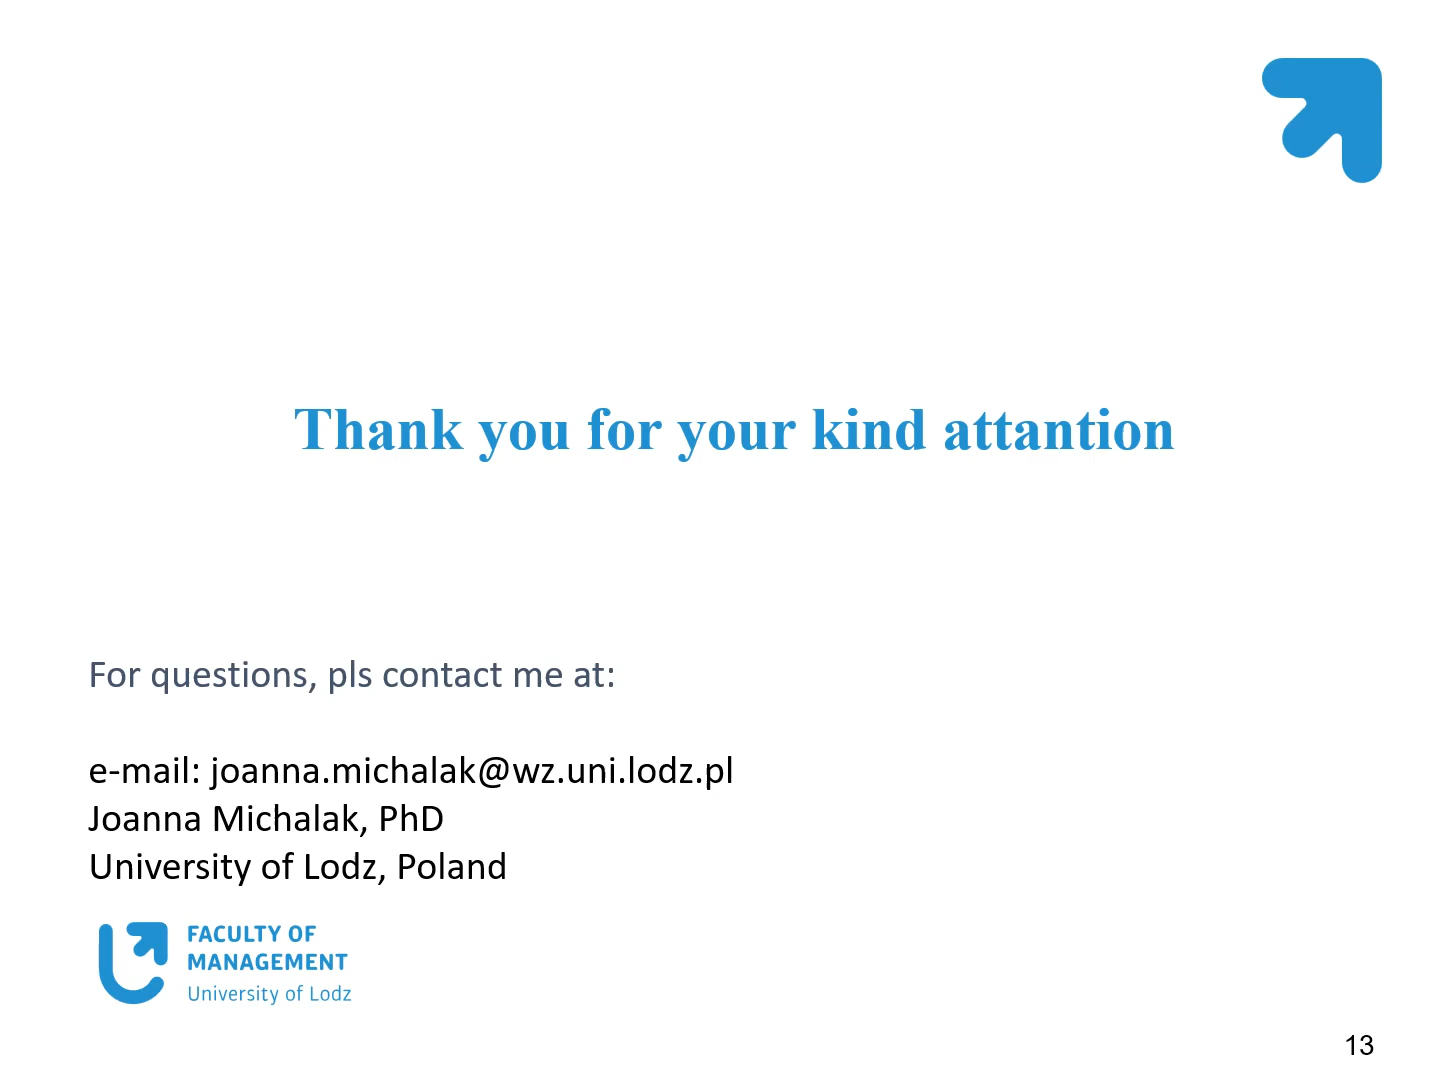 Thank you for your kind attantion
For questions, pls contact me at:
e-mail: joanna.michalak@wz.uni.lodz.pl
Joanna Michalak, PhD
University of Lodz, Poland
FACULTY OF
MANAGEMENT
University of Lodz
13